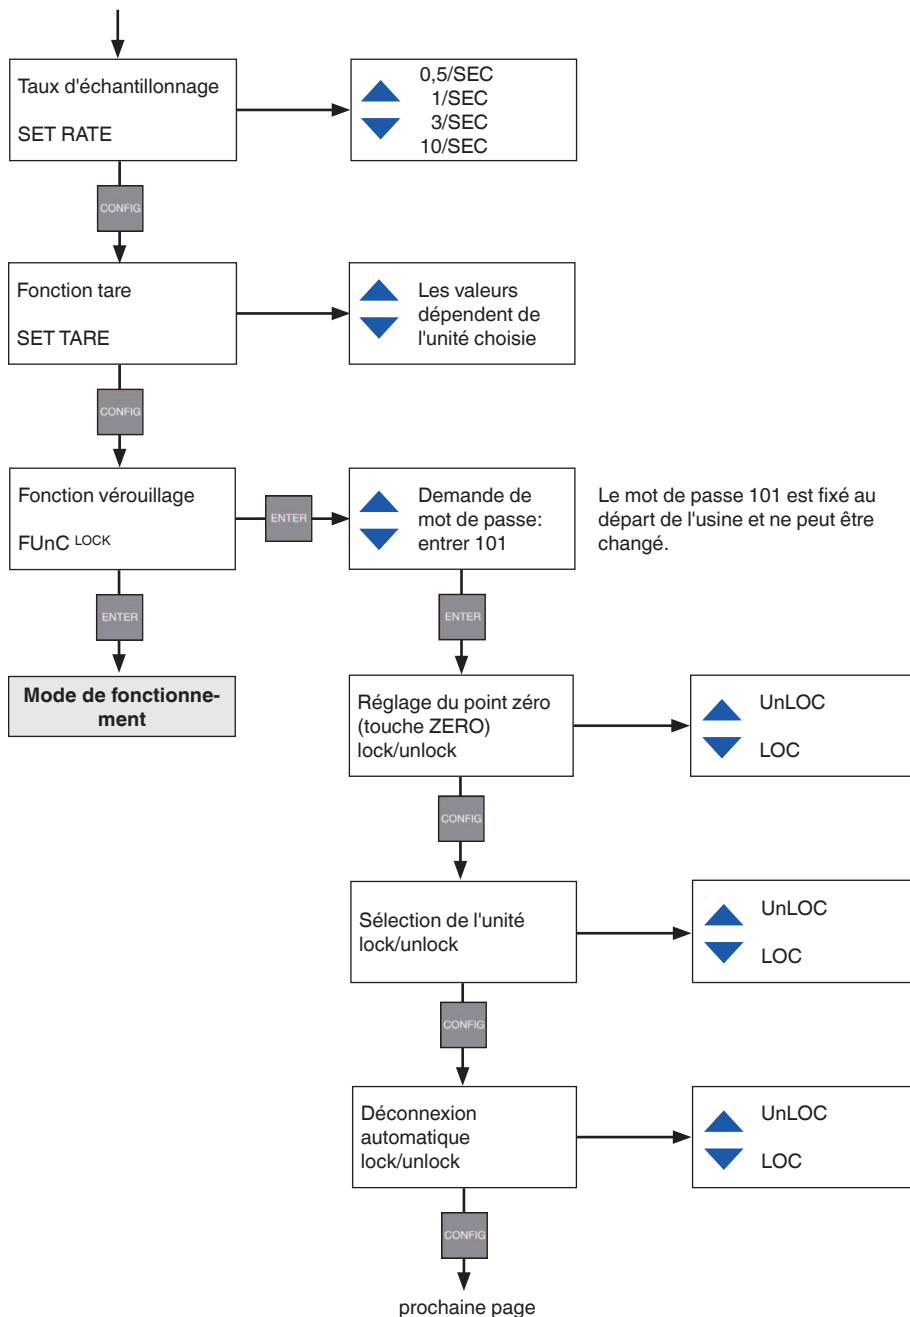 Taux d'échantillonnage
SET RATE
0,5/SEC
1/SEC
3/SEC
10/SEC
CONFIG
Fonction tare
SET TARE
Les valeurs
dépendent de
l'unité choisie
CONFIG
Fonction vérouillage
FUnC LOCK
ENTER
Demande de
mot de passe:
entrer 101
Le mot de passe 101 est fixé au
départ de l'usine et ne peut être
changé.
ENTER
ENTER
Mode de fonctionne-
ment
Réglage du point zéro
(touche ZERO)
lock/unlock
UnLOC
LOC
CONFIG
Sélection de l'unité
lock/unlock
UnLOC
LOC
CONFIG
Déconnexion
automatique
lock/unlock
UnLOC
LOC
CONFIG
prochaine page